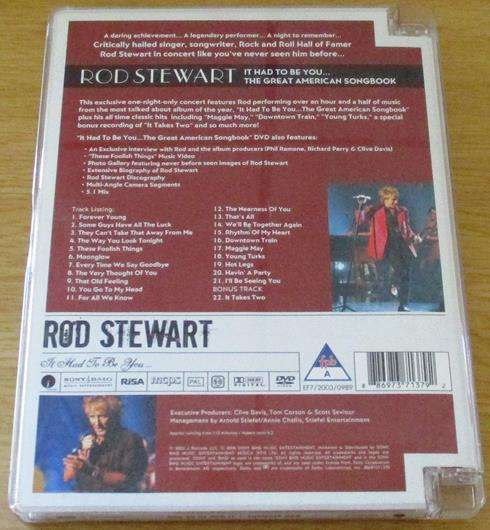 A daring achievement... A legendary performer... A night to remember...
Critically hailed singer, songwriter, Rock and Roll Hall of Famer
Rod Stewart in concert like you've never seen him before...
ROD STEWART IT HAD TO BE YOU...
THE GREAT AMERICAN SONGBOOK
This exclusive one-night-only concert features Rod performing over an hour and a half of music
from the most talked about album of the year, "It Had To Be You...The Great American Songbook"
plus his all time classic hits including "Maggie May," "Downtown Train," "Young Turks," a special
bonus recording of "It Takes Two" and so much more!
"It Had To Be You...The Great American Songbook" DVD also features:
- An Exclusive Interview with Rod and the album producers (Phil Ramone, Richard Perry & Clive Davis)
- "These Foolish Things" Music Video
- Photo Gallery featuring never before seen images of Rod Stewart
- Extensive Biography of Rod Stewart
- Rod Stewart Discography
- Multi-Angle Camera Segments
- 5.1 Mix
Track Listing:
1. Forever Young
2. Some Guys Have All The Luck
3. They Can't Take That Away From Me
4. The Way You Look Tonight
5. These Foolish Things
6. Moonglow
7. Every Time We Say Goodbye
8. The Very Thought Of You
9. That Old Feeling
10. You Go To My Head
11. For All We Know
12. The Nearness Of You
13. That's All
14. We'll Be Together Again
15. Rhythm Of My Heart
16. Downtown Train
17. Maggie May
18. Young Turks
19. Hot Legs
20. Havin' A Party
21. I'll Be Seeing You
BONUS TRACK:
22. It Takes Two
ROD STEWART
It Had To Be You...
SONY BMG
MUSIC ENTERTAINMENT
RiSA
mcps
PAL
DOLBY
DIGITAL
DVD
VIDEO
A
EF7/2003/0989
8 86973 71379 2
Executive Producers: Clive Davis, Tom Corson & Scott Seviour
Management by Arnold Stiefel/Annie Challis, Stiefel Entertainment